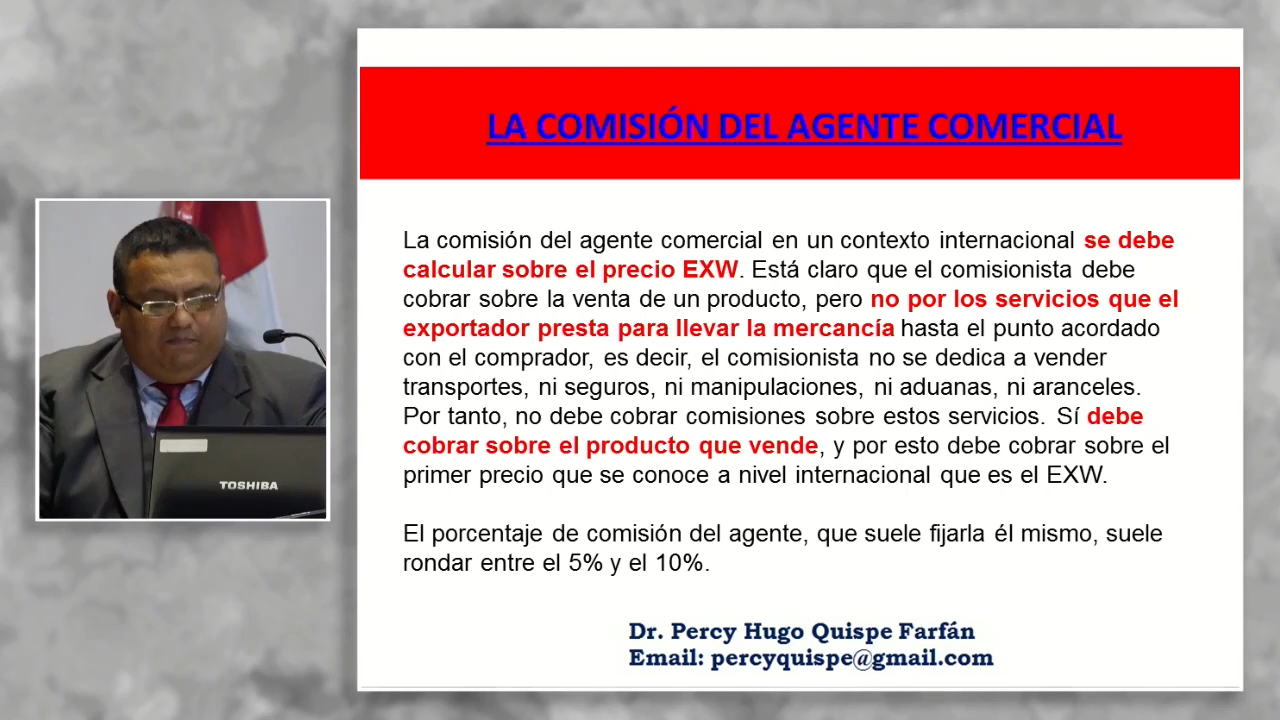 LA COMISIÓN DEL AGENTE COMERCIAL
La comisión del agente comercial en un contexto internacional se debe
calcular sobre el precio EXW. Está claro que el comisionista debe
cobrar sobre la venta de un producto, pero no por los servicios que el
exportador presta para llevar la mercancía hasta el punto acordado
con el comprador, es decir, el comisionista no se dedica a vender
transportes, ni seguros, ni manipulaciones, ni aduanas, ni aranceles.
Por tanto, no debe cobrar comisiones sobre estos servicios. Sí debe
cobrar sobre el producto que vende, y por esto debe cobrar sobre el
primer precio que se conoce a nivel internacional que es el EXW.
El porcentaje de comisión del agente, que suele fijarla él mismo, suele
rondar entre el 5% y el 10%.
Dr. Percy Hugo Quispe Farfán
Email: percyquispe@gmail.com
TOSHIBA